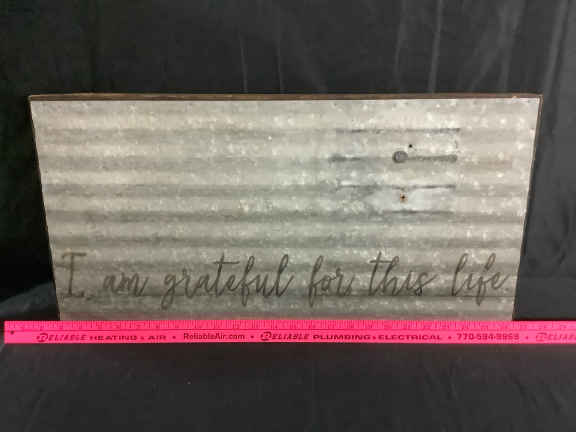 I am grateful for this life.
RELIABLE HEATING & AIR • ReliableAir.com • RELIABLE PLUMBING & ELECTRICAL • 770-594-9969 • RELIABLE